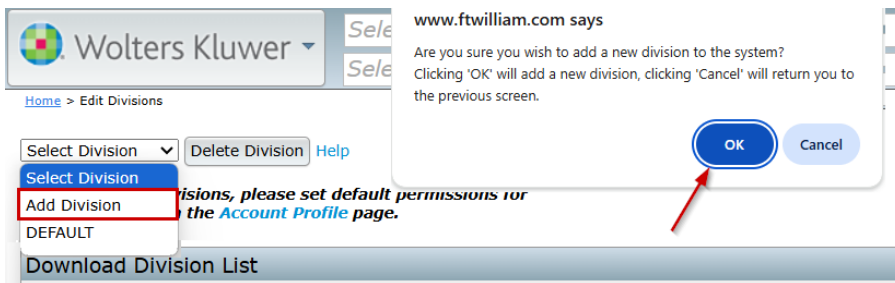 Wolters Kluwer
Sele
Sele
www.ftwilliam.com says
Are you sure you wish to add a new division to the system?
Clicking 'OK' will add a new division, clicking 'Cancel' will return you to
the previous screen.
OK
Cancel
Home > Edit Divisions
Select Division
Delete Division
Help
Select Division
Add Division
DEFAULT
isions, please set default permissions for
the Account Profile page.
Download Division List